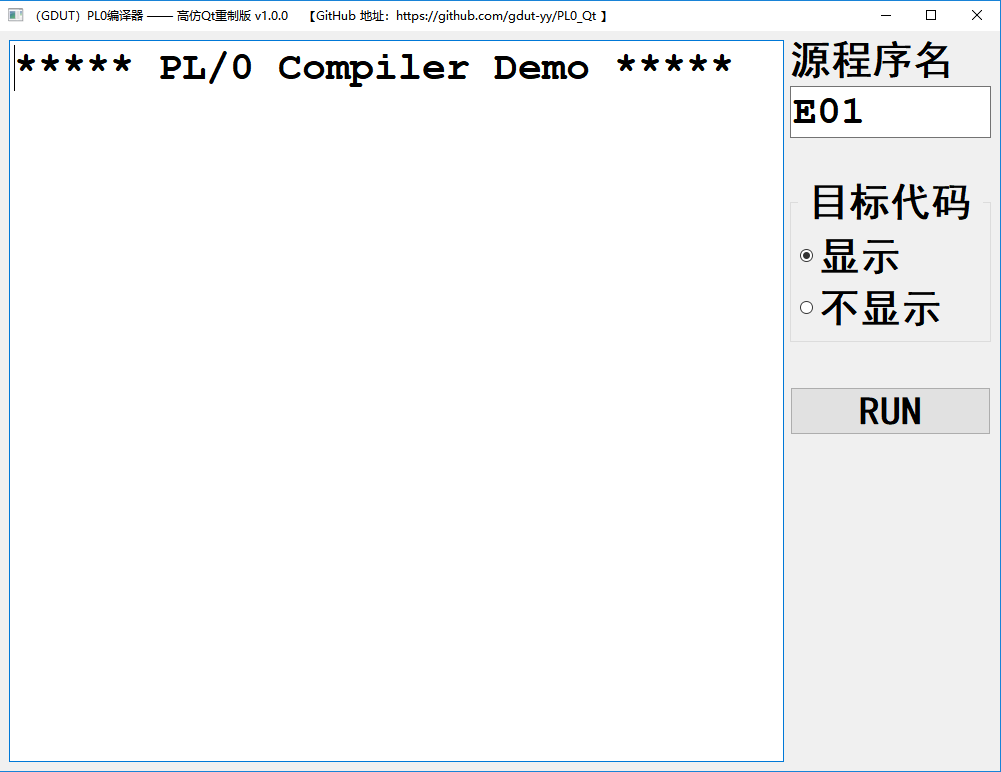 （GDUT）PL0编译器 —— 高仿Qt重制版 v1.0.0 【GitHub 地址：https://github.com/gdut-yy/PL0_Qt 】
***** PL/0 Compiler Demo *****
源程序名
E01
目标代码
显示
不显示
RUN